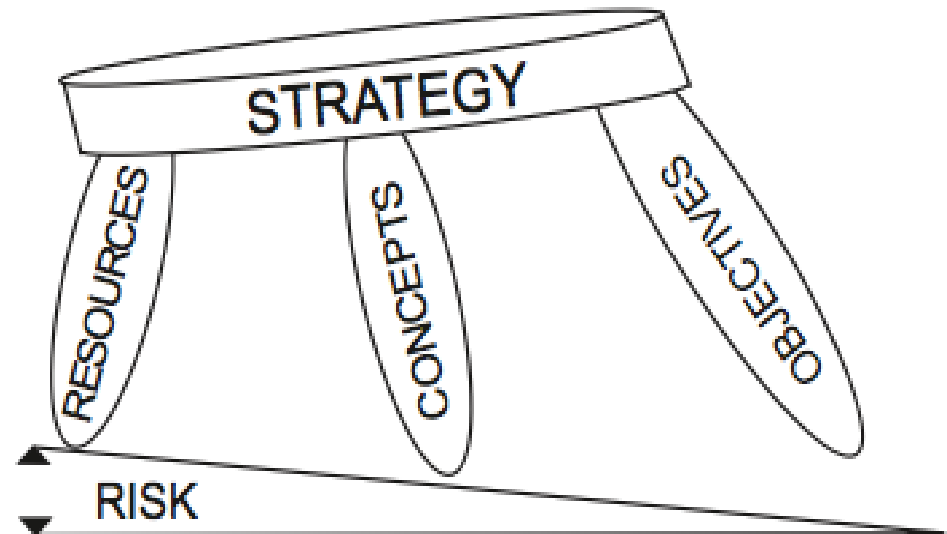 STRATEGY
RESOURCES
CONCEPTS
OBJECTIVES
RISK